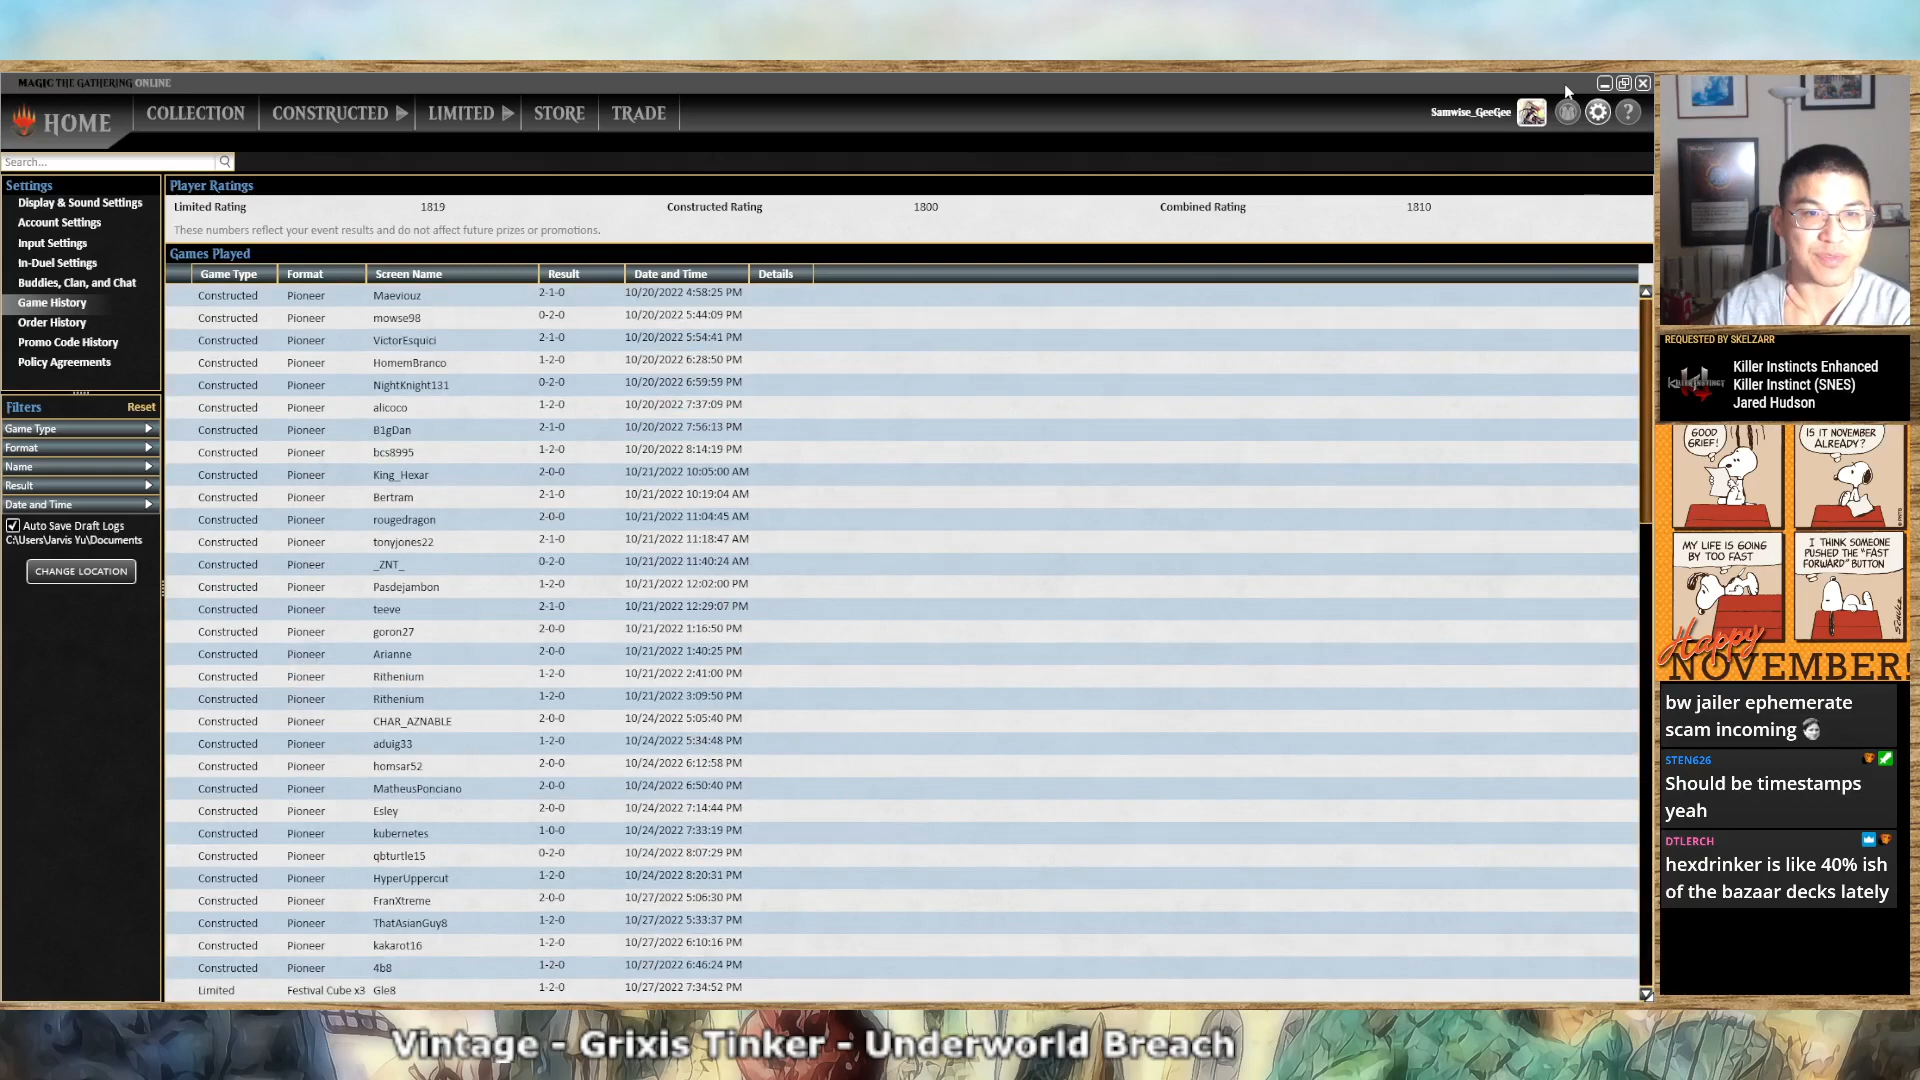 MAGIC THE GATHERING ONLINE
HOME
COLLECTION
CONSTRUCTED
LIMITED
STORE
TRADE
Samwise_GeeGee
?
Search...
Settings
Display & Sound Settings
Account Settings
Input Settings
In-Duel Settings
Buddies, Clan, and Chat
Game History
Order History
Promo Code History
Policy Agreements
Filters Reset
Game Type
Format
Name
Result
Date and Time
Auto Save Draft Logs
C:\Users\Jarvis Yu\Documents
CHANGE LOCATION
Player Ratings
Limited Rating 1819 Constructed Rating 1800 Combined Rating 1810
These numbers reflect your event results and do not affect future prizes or promotions.
Games Played
Game Type Format Screen Name Result Date and Time Details
Constructed Pioneer Maeviouz 2-1-0 10/20/2022 4:58:25 PM
Constructed Pioneer mowse98 0-2-0 10/20/2022 5:44:09 PM
Constructed Pioneer VictorEsquici 2-1-0 10/20/2022 5:54:41 PM
Constructed Pioneer HomemBranco 1-2-0 10/20/2022 6:28:50 PM
Constructed Pioneer NightKnight131 0-2-0 10/20/2022 6:59:59 PM
Constructed Pioneer alicoco 1-2-0 10/20/2022 7:37:09 PM
Constructed Pioneer B1gDan 2-1-0 10/20/2022 7:56:13 PM
Constructed Pioneer bcs8995 1-2-0 10/20/2022 8:14:19 PM
Constructed Pioneer King_Hexar 2-0-0 10/21/2022 10:05:00 AM
Constructed Pioneer Bertram 2-1-0 10/21/2022 10:19:04 AM
Constructed Pioneer rougedragon 2-0-0 10/21/2022 11:04:45 AM
Constructed Pioneer tonyjones22 2-1-0 10/21/2022 11:18:47 AM
Constructed Pioneer _ZNT_ 0-2-0 10/21/2022 11:40:24 AM
Constructed Pioneer Pasdejambon 1-2-0 10/21/2022 12:02:00 PM
Constructed Pioneer teeve 2-1-0 10/21/2022 12:29:07 PM
Constructed Pioneer goron27 2-0-0 10/21/2022 1:16:50 PM
Constructed Pioneer Arianne 2-0-0 10/21/2022 1:40:25 PM
Constructed Pioneer Rithenium 1-2-0 10/21/2022 2:41:00 PM
Constructed Pioneer Rithenium 1-2-0 10/21/2022 3:09:50 PM
Constructed Pioneer CHAR_AZNABLE 2-0-0 10/24/2022 5:05:40 PM
Constructed Pioneer aduig33 1-2-0 10/24/2022 5:34:48 PM
Constructed Pioneer homsar52 2-0-0 10/24/2022 6:12:58 PM
Constructed Pioneer MatheusPonciano 2-0-0 10/24/2022 6:50:40 PM
Constructed Pioneer Esley 2-0-0 10/24/2022 7:14:44 PM
Constructed Pioneer kubernetes 1-0-0 10/24/2022 7:33:19 PM
Constructed Pioneer qbturtle15 0-2-0 10/24/2022 8:07:29 PM
Constructed Pioneer HyperUppercut 1-2-0 10/24/2022 8:20:31 PM
Constructed Pioneer FranXtreme 2-0-0 10/27/2022 5:06:30 PM
Constructed Pioneer ThatAsianGuy8 1-2-0 10/27/2022 5:33:37 PM
Constructed Pioneer kakarot16 1-2-0 10/27/2022 6:10:16 PM
Constructed Pioneer 4b8 1-2-0 10/27/2022 6:46:24 PM
Limited Festival Cube x3 Gle8 1-2-0 10/27/2022 7:34:52 PM
REQUESTED BY SKELZARR
KILLER INSTINCT
Killer Instincts Enhanced
Killer Instinct (SNES)
Jared Hudson
GOOD
GRIEF!
IS IT NOVEMBER
ALREADY?
MY LIFE IS GOING
BY TOO FAST
I THINK SOMEONE
PUSHED THE "FAST
FORWARD" BUTTON
SCHULZ
Happy
NOVEMBER!
bw jailer ephemerate
scam incoming
STEN626
Should be timestamps
yeah
DTLERCH
hexdrinker is like 40% ish
of the bazaar decks lately
Vintage - Grixis Tinker - Underworld Breach